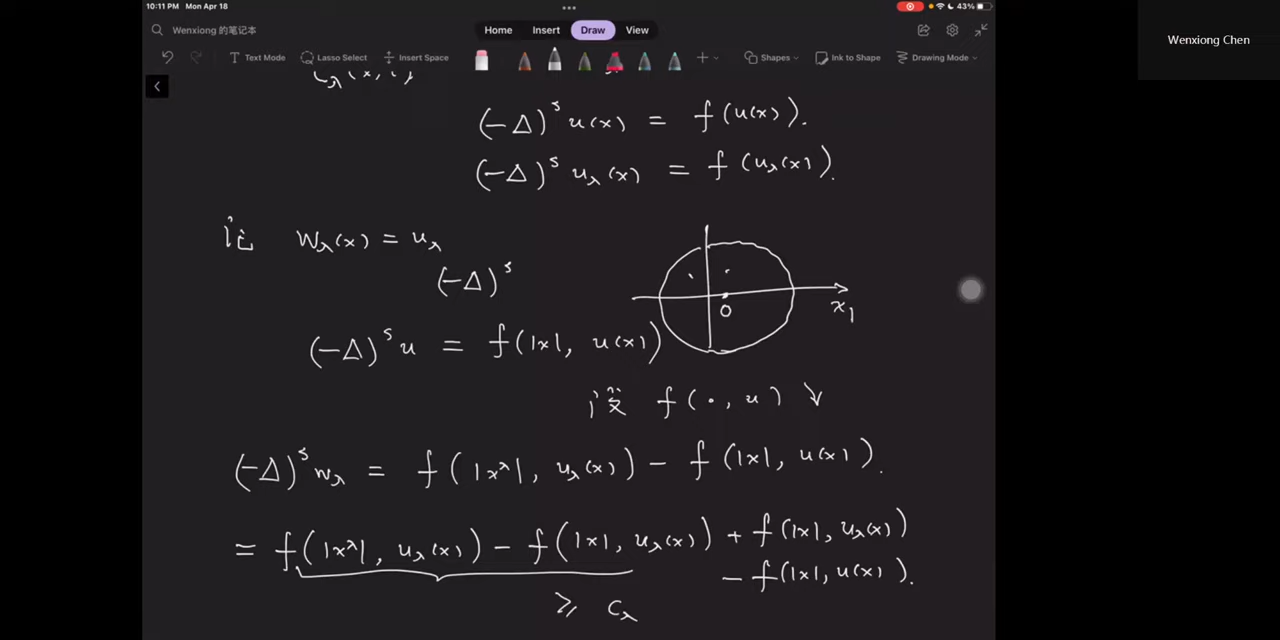 10:11 PM Mon Apr 18
43%
Wenxiong 的笔记本
Home Insert Draw View
Text Mode Lasso Select Insert Space Shapes Ink to Shape Drawing Mode
Wenxiong Chen
(-Δ)^s u(x) = f(u(x)).
(-Δ)^s u_λ(x) = f(u_λ(x)).
记 w_λ(x) = u_λ
(-Δ)^s
0
x_1
(-Δ)^s u = f(|x|, u(x))
设 f(·, u) ↘
(-Δ)^s w_λ = f(|x^λ|, u_λ(x)) - f(|x|, u(x)).
= f(|x^λ|, u_λ(x)) - f(|x|, u_λ(x)) + f(|x|, u_λ(x))
- f(|x|, u(x)).
≥ C_λ